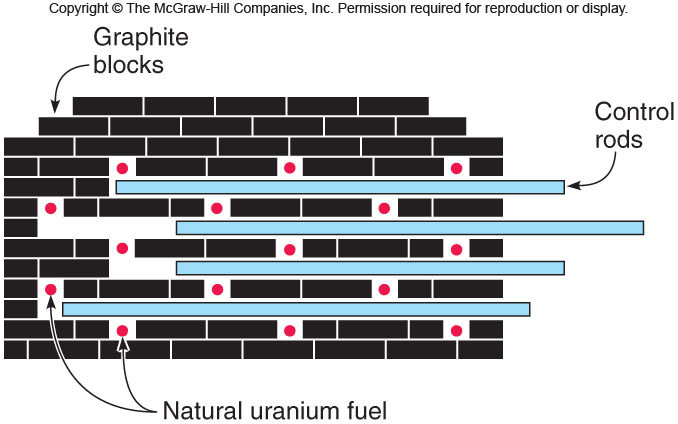 Copyright © The McGraw-Hill Companies, Inc. Permission required for reproduction or display.
Graphite
blocks
Control
rods
Natural uranium fuel